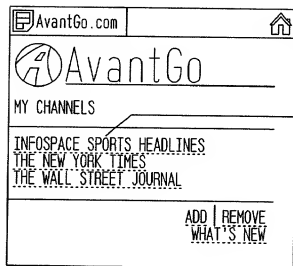 AvantGo.com
AvantGo
MY CHANNELS
INFOSPACE SPORTS HEADLINES
THE NEW YORK TIMES
THE WALL STREET JOURNAL
ADD | REMOVE
WHAT'S NEW